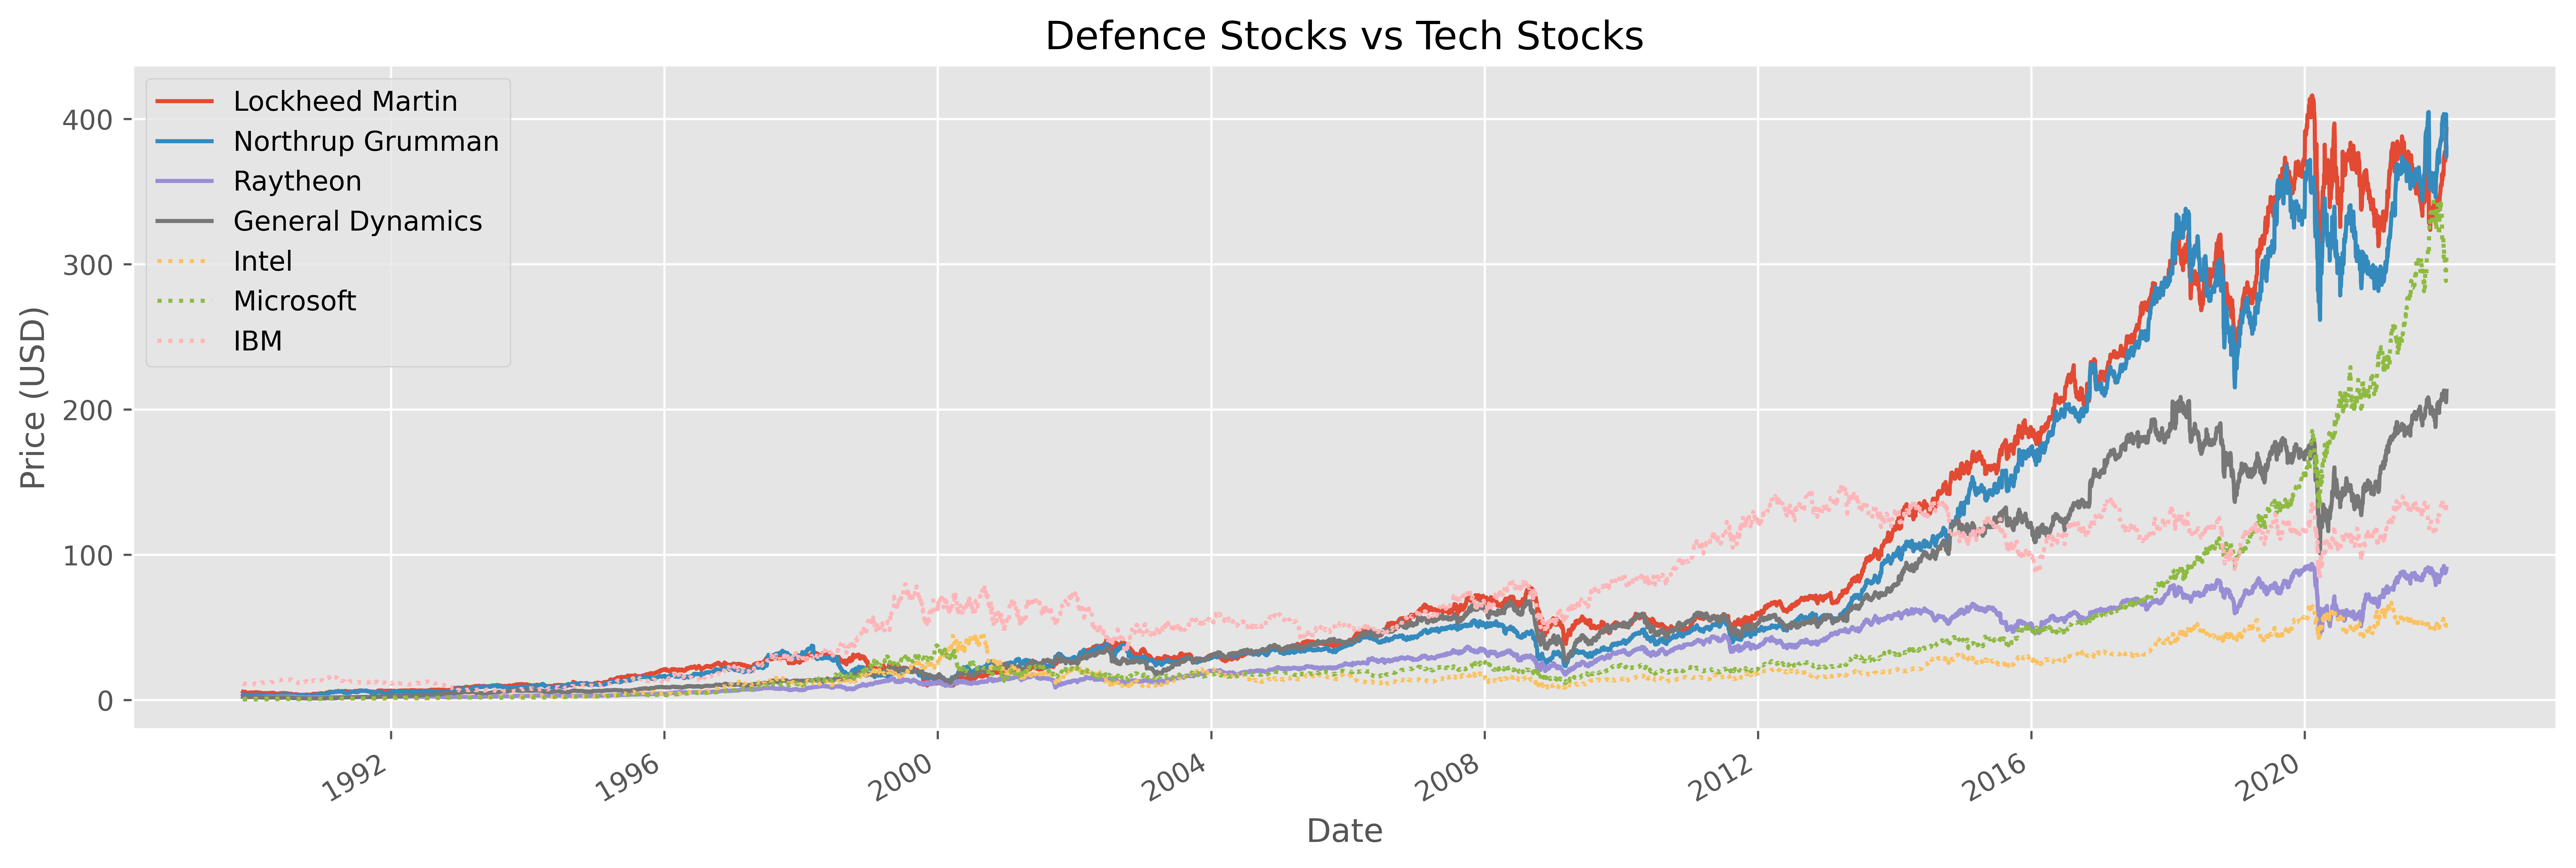 Defence Stocks vs Tech Stocks
Lockheed Martin
Northrup Grumman
Raytheon
General Dynamics
Intel
Microsoft
IBM
Price (USD)
400
300
200
100
0
1992
1996
2000
2004
2008
2012
2016
2020
Date